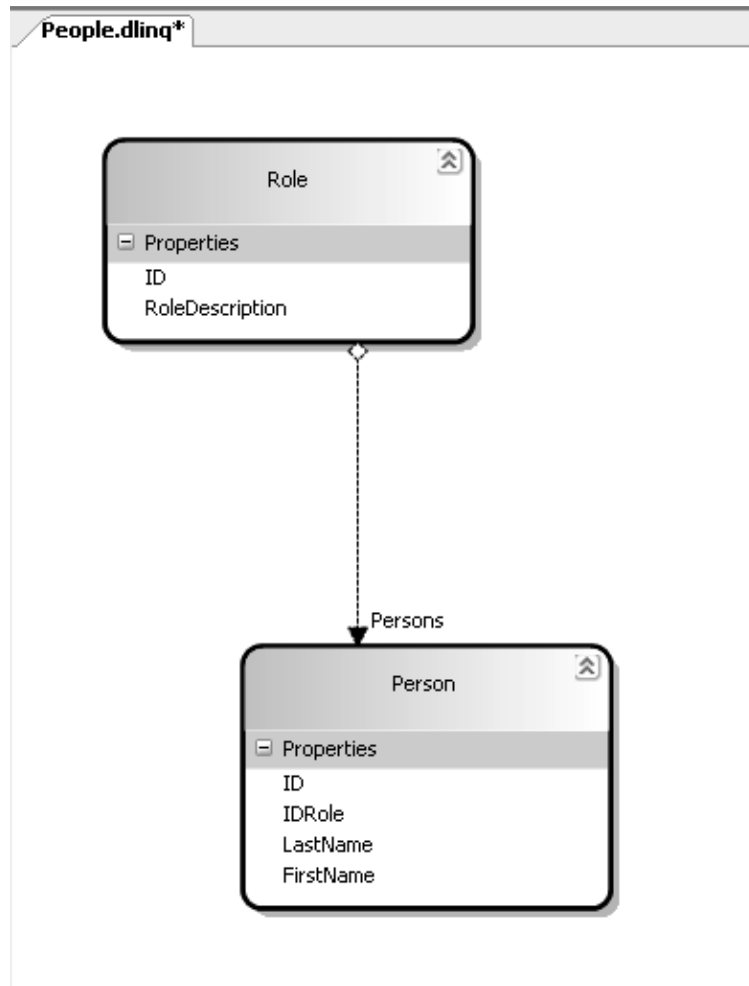 People.dlinq*
Role
Properties
ID
RoleDescription
Persons
Person
Properties
ID
IDRole
LastName
FirstName